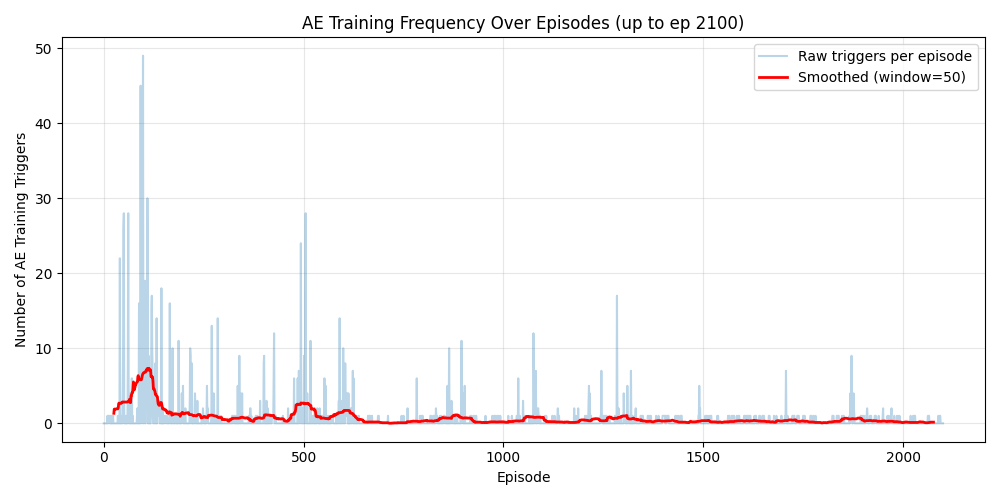 AE Training Frequency Over Episodes (up to ep 2100)
Raw triggers per episode
Smoothed (window=50)
Number of AE Training Triggers
50
40
30
20
10
0
0 500 1000 1500 2000
Episode